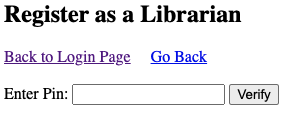 Register as a Librarian
Back to Login Page Go Back
Enter Pin: Verify